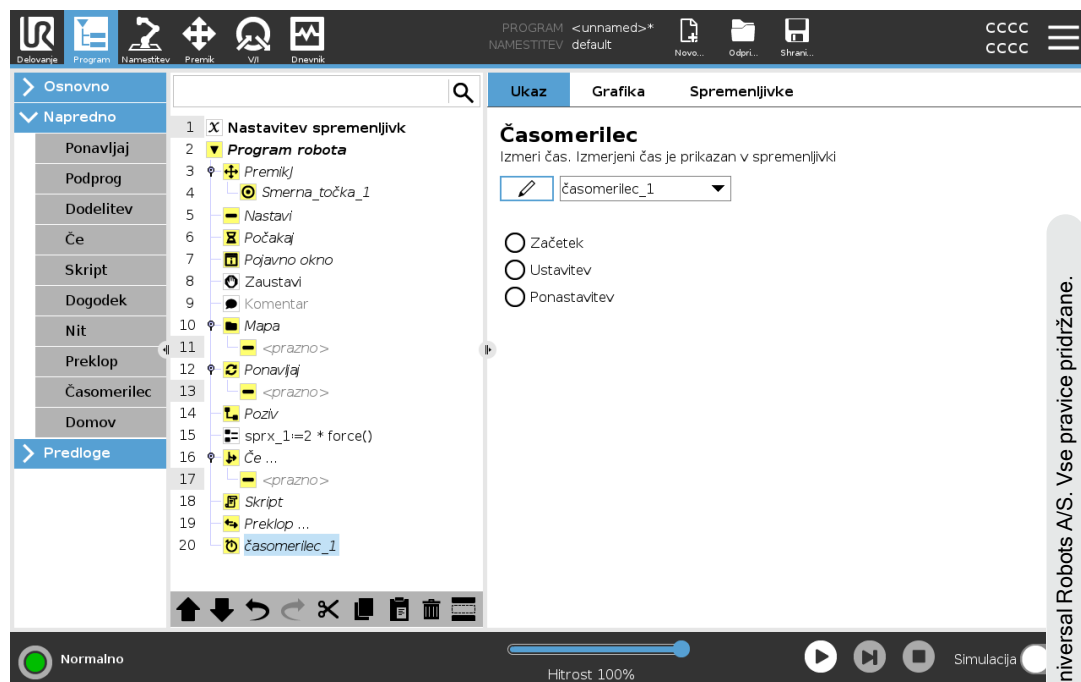 UR
Delovanje
Program
Namestitev
Premik
V/I
Dnevnik
PROGRAM <unnamed>*
NAMESTITEV default
Novo...
Odpri...
Shrani...
CCCC
CCCC
Osnovno
Napredno
Ponavljaj
Podprog
Dodelitev
Če
Skript
Dogodek
Nit
Preklop
Časomerilec
Domov
Predloge
1 X Nastavitev spremenljivk
2 Program robota
3 PremikJ
4 Smerna_točka_1
5 Nastavi
6 Počakaj
7 Pojavno okno
8 Zaustavi
9 Komentar
10 Mapa
11 <prazno>
12 Ponavljaj
13 <prazno>
14 Poziv
15 sprx_1:=2 * force()
16 Če ...
17 <prazno>
18 Skript
19 Preklop ...
20 časomerilec_1
Ukaz Grafika Spremenljivke
Časomerilec
Izmeri čas. Izmerjeni čas je prikazan v spremenljivki
časomerilec_1
Začetek
Ustavitev
Ponastavitev
Normalno
Hitrost 100%
Simulacija
niversal Robots A/S. Vse pravice pridržane.